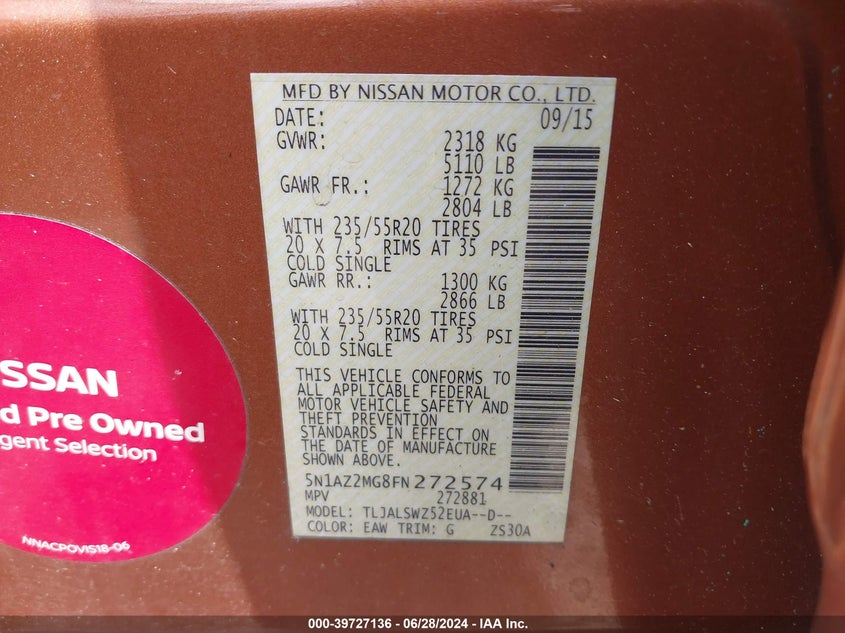 MFD BY NISSAN MOTOR CO., LTD.
DATE: 09/15
GVWR: 2318 KG
5110 LB
GAWR FR.: 1272 KG
2804 LB
WITH 235/55R20 TIRES
20 X 7.5 RIMS AT 35 PSI
COLD SINGLE
GAWR RR.: 1300 KG
2866 LB
WITH 235/55R20 TIRES
20 X 7.5 RIMS AT 35 PSI
COLD SINGLE
THIS VEHICLE CONFORMS TO
ALL APPLICABLE FEDERAL
MOTOR VEHICLE SAFETY AND
THEFT PREVENTION
STANDARDS IN EFFECT ON
THE DATE OF MANUFACTURE
SHOWN ABOVE.
5N1AZ2MG8FN272574
MPV 272881
MODEL: TLJALSWZ52EUA--D--
COLOR: EAW TRIM: G ZS30A
SSAN
d Pre Owned
gent Selection
NNACPOVIS18-06
000-39727136 - 06/28/2024 - IAA Inc.